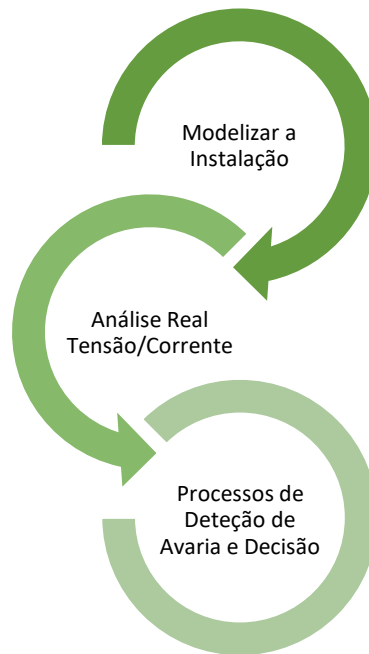 Modelizar a
Instalação
Análise Real
Tensão/Corrente
Processos de
Deteção de
Avaria e Decisão